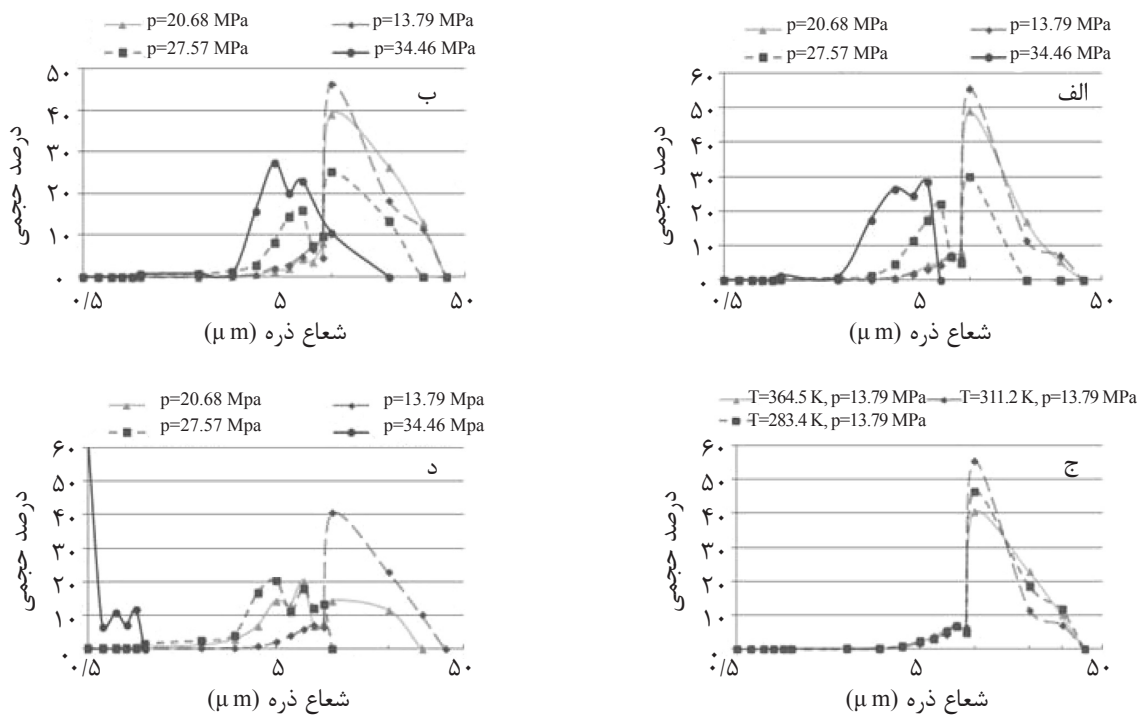 p=20.68 MPa p=13.79 MPa
p=27.57 MPa p=34.46 MPa
الف
درصد حجمی
۶۰
۵۰
۴۰
۳۰
۲۰
۱۰
۰
۰/۵ ۵ ۵۰
شعاع ذره (μ m)
p=20.68 MPa p=13.79 MPa
p=27.57 MPa p=34.46 MPa
ب
درصد حجمی
۵۰
۴۰
۳۰
۲۰
۱۰
۰
۰/۵ ۵ ۵۰
شعاع ذره (μ m)
T=364.5 K, p=13.79 MPa T=311.2 K, p=13.79 MPa
T=283.4 K, p=13.79 MPa
ج
درصد حجمی
۶۰
۵۰
۴۰
۳۰
۲۰
۱۰
۰
۰/۵ ۵ ۵۰
شعاع ذره (μ m)
p=20.68 Mpa p=13.79 Mpa
p=27.57 Mpa p=34.46 Mpa
د
درصد حجمی
۶۰
۵۰
۴۰
۳۰
۲۰
۱۰
۰
۰/۵ ۵ ۵۰
شعاع ذره (μ m)